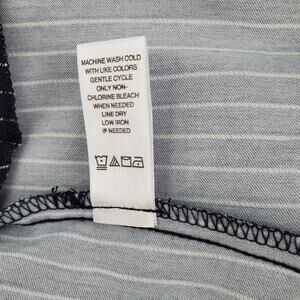 MACHINE WASH COLD
WITH LIKE COLORS
GENTLE CYCLE
ONLY NON-
CHLORINE BLEACH
WHEN NEEDED
LINE DRY
LOW IRON
IF NEEDED